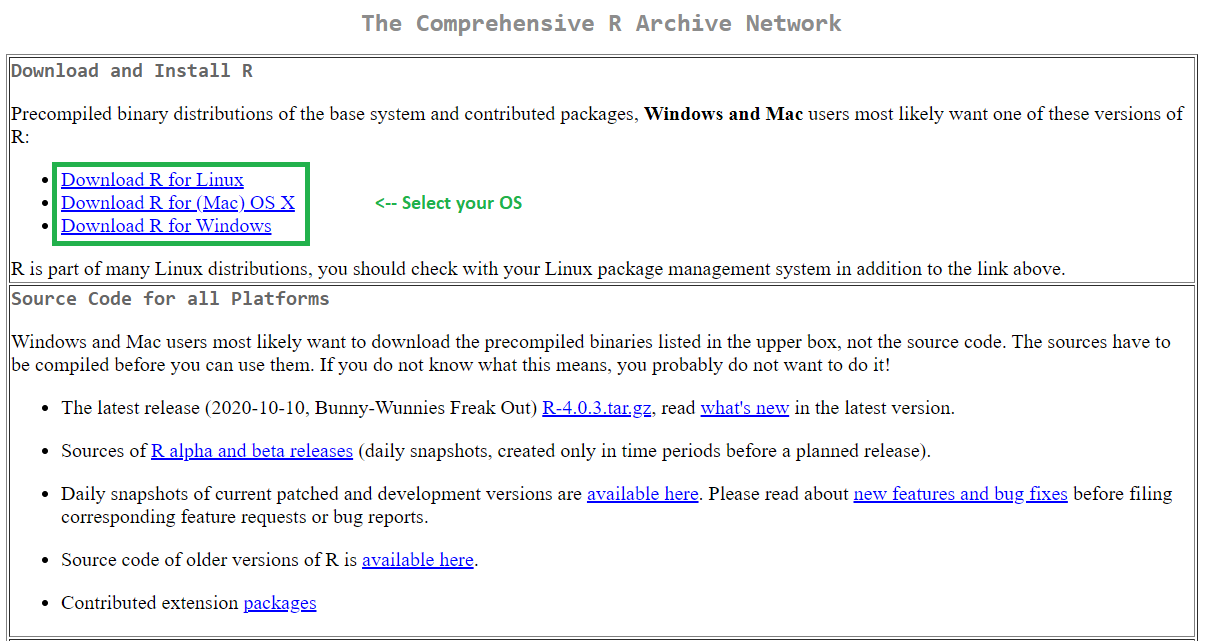 The Comprehensive R Archive Network
Download and Install R
Precompiled binary distributions of the base system and contributed packages, Windows and Mac users most likely want one of these versions of
R:
• Download R for Linux
• Download R for (Mac) OS X <-- Select your OS
• Download R for Windows
R is part of many Linux distributions, you should check with your Linux package management system in addition to the link above.
Source Code for all Platforms
Windows and Mac users most likely want to download the precompiled binaries listed in the upper box, not the source code. The sources have to
be compiled before you can use them. If you do not know what this means, you probably do not want to do it!
• The latest release (2020-10-10, Bunny-Wunnies Freak Out) R-4.0.3.tar.gz, read what's new in the latest version.
• Sources of R alpha and beta releases (daily snapshots, created only in time periods before a planned release).
• Daily snapshots of current patched and development versions are available here. Please read about new features and bug fixes before filing
corresponding feature requests or bug reports.
• Source code of older versions of R is available here.
• Contributed extension packages